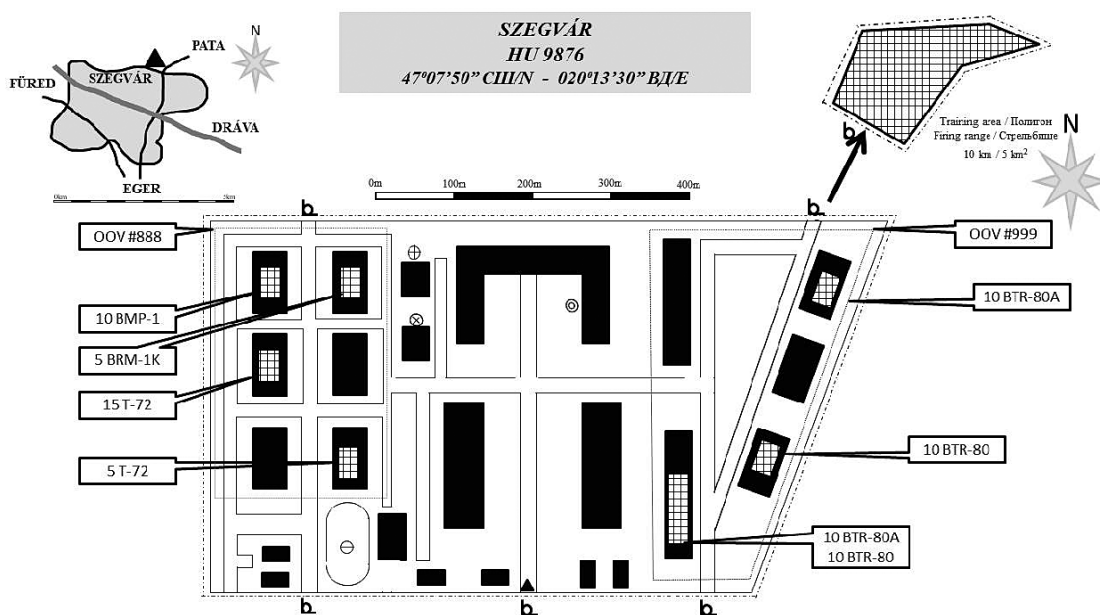 SZEGVÁR
HU 9876
47º07'50" СШ/N - 020º13'30" ВД/E
N
PATA
SZEGVÁR
FÜRED
DRÁVA
EGER
0km
5km
Training area / Полигон
Firing range / Стрельбище
10 km / 5 km²
N
0m
100m
200m
300m
400m
OOV #888
OOV #999
10 BMP-1
5 BRM-1K
15 T-72
5 T-72
10 BTR-80A
10 BTR-80
10 BTR-80A
10 BTR-80